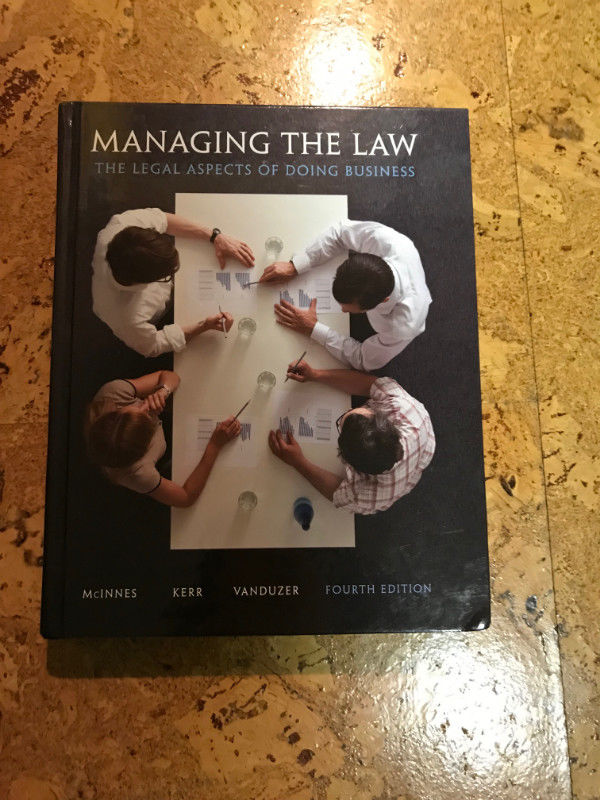 MANAGING THE LAW
THE LEGAL ASPECTS OF DOING BUSINESS
McINNES KERR VANDUZER FOURTH EDITION